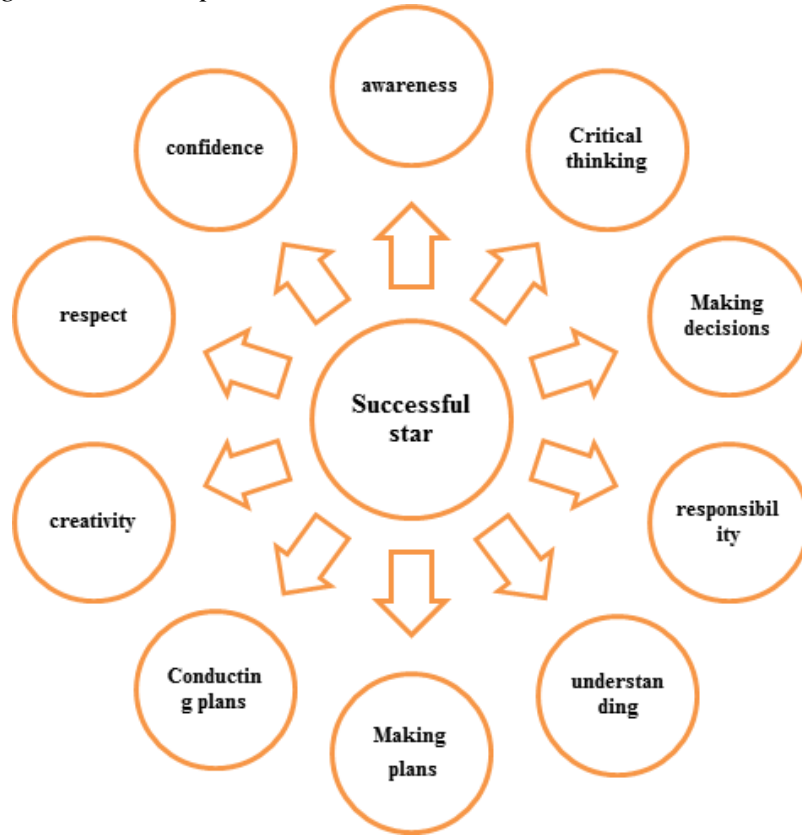 awareness
Critical
thinking
Making
decisions
responsibil
ity
understan
ding
Making
plans
Conductin
g plans
creativity
respect
confidence
Successful
star